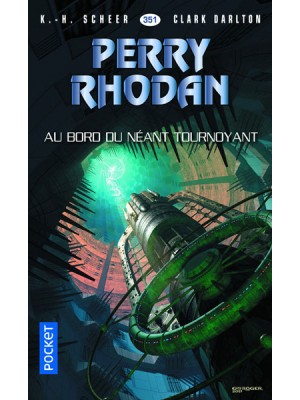 K.-H. SCHEER 351 CLARK DARLTON
PERRY
RHODAN
AU BORD DU NÉANT TOURNOYANT
POCKET